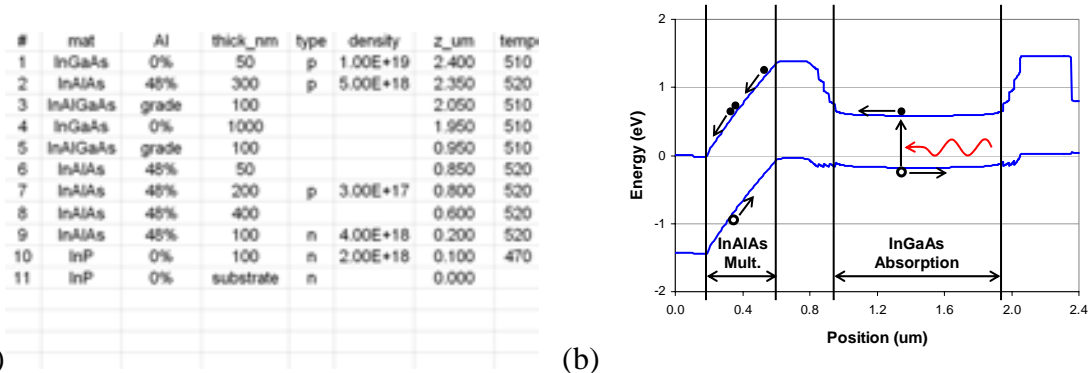 # mat Al thick_nm type density z_um temp
1 InGaAs 0% 50 p 1.00E+19 2.400 510
2 InAlAs 48% 300 p 5.00E+18 2.350 520
3 InAlGaAs grade 100 2.050 510
4 InGaAs 0% 1000 1.950 510
5 InAlGaAs grade 100 0.950 510
6 InAlAs 48% 50 0.850 520
7 InAlAs 48% 200 p 3.00E+17 0.800 520
8 InAlAs 48% 400 0.600 520
9 InAlAs 48% 100 n 4.00E+18 0.200 520
10 InP 0% 100 n 2.00E+18 0.100 470
11 InP 0% substrate n 0.000
)
(b)
2
1
0
-1
-2
Energy (eV)
InAlAs
Mult.
InGaAs
Absorption
0.0 0.4 0.8 1.2 1.6 2.0 2.4
Position (um)